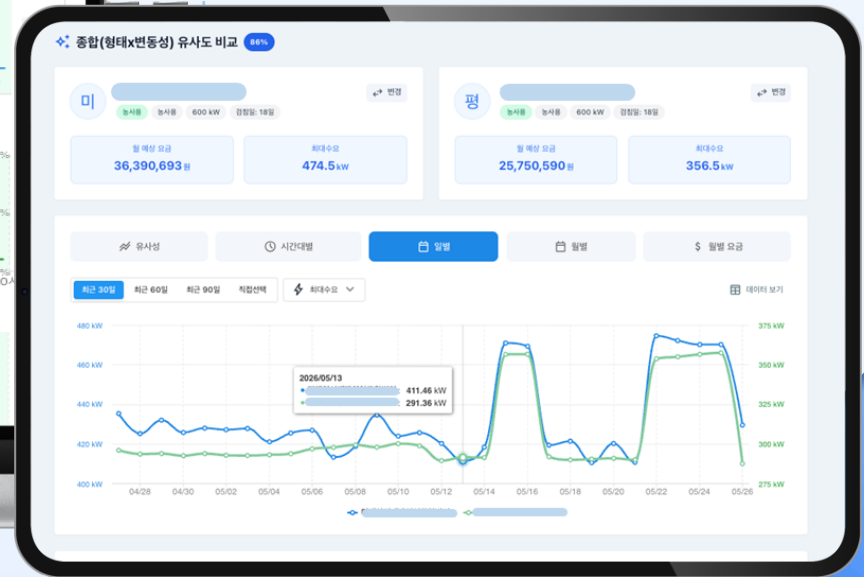 종합(형태x변동성) 유사도 비교 86%
미
변경
농사용 농사용 600 kW 검침일: 18일
월 예상 요금
36,390,693원
최대수요
474.5kW
평
변경
농사용 농사용 600 kW 검침일: 18일
월 예상 요금
25,750,590원
최대수요
356.5kW
유사성 시간대별 일별 월별 $ 월별 요금
최근 30일 최근 60일 최근 90일 직접선택 최대수요 데이터 보기
480 kW
460 kW
440 kW
420 kW
400 kW
375 kW
350 kW
325 kW
300 kW
275 kW
2026/05/13
411.46 kW
291.36 kW
04/28 04/30 05/02 05/04 05/06 05/08 05/10 05/12 05/14 05/16 05/18 05/20 05/22 05/24 05/26